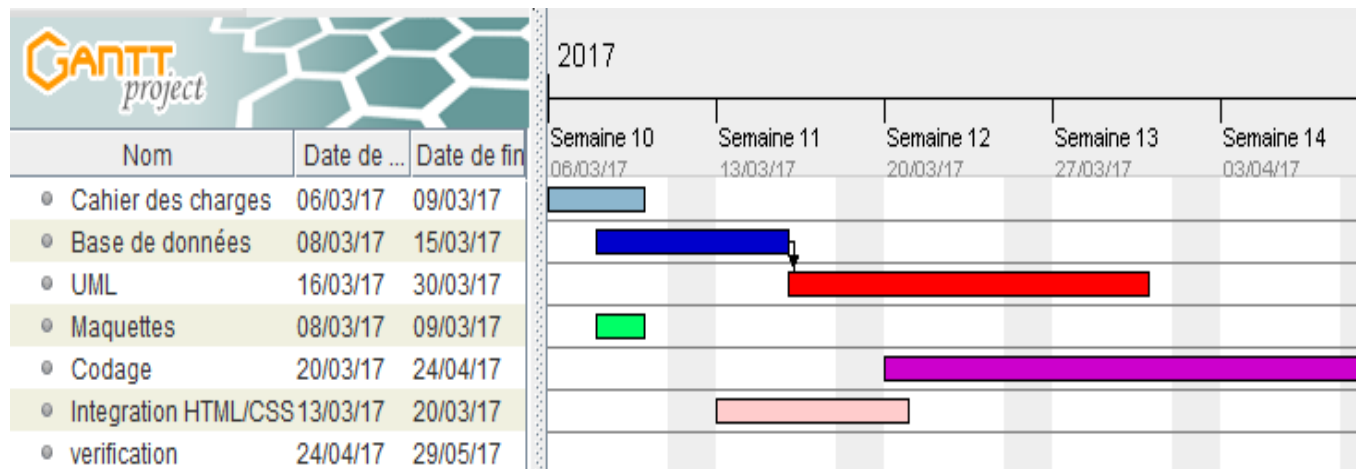 GANTT
project
2017
Semaine 10 Semaine 11 Semaine 12 Semaine 13 Semaine 14
06/03/17 13/03/17 20/03/17 27/03/17 03/04/17
Nom Date de ... Date de fin
Cahier des charges 06/03/17 09/03/17
Base de données 08/03/17 15/03/17
UML 16/03/17 30/03/17
Maquettes 08/03/17 09/03/17
Codage 20/03/17 24/04/17
Integration HTML/CSS 13/03/17 20/03/17
verification 24/04/17 29/05/17